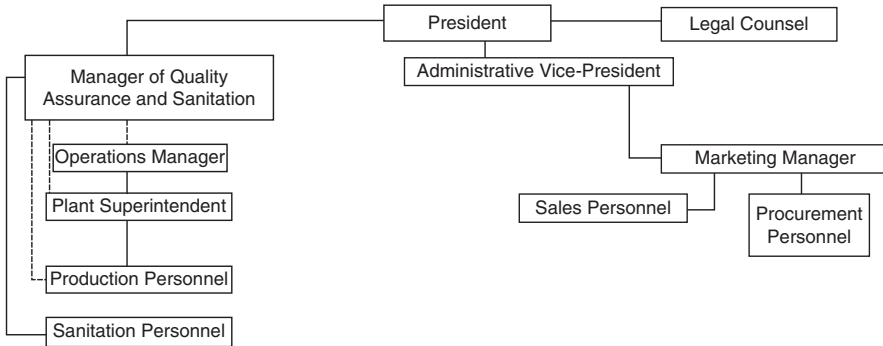 President
Legal Counsel
Manager of Quality
Assurance and Sanitation
Administrative Vice-President
Operations Manager
Marketing Manager
Plant Superintendent
Sales Personnel
Procurement
Personnel
Production Personnel
Sanitation Personnel